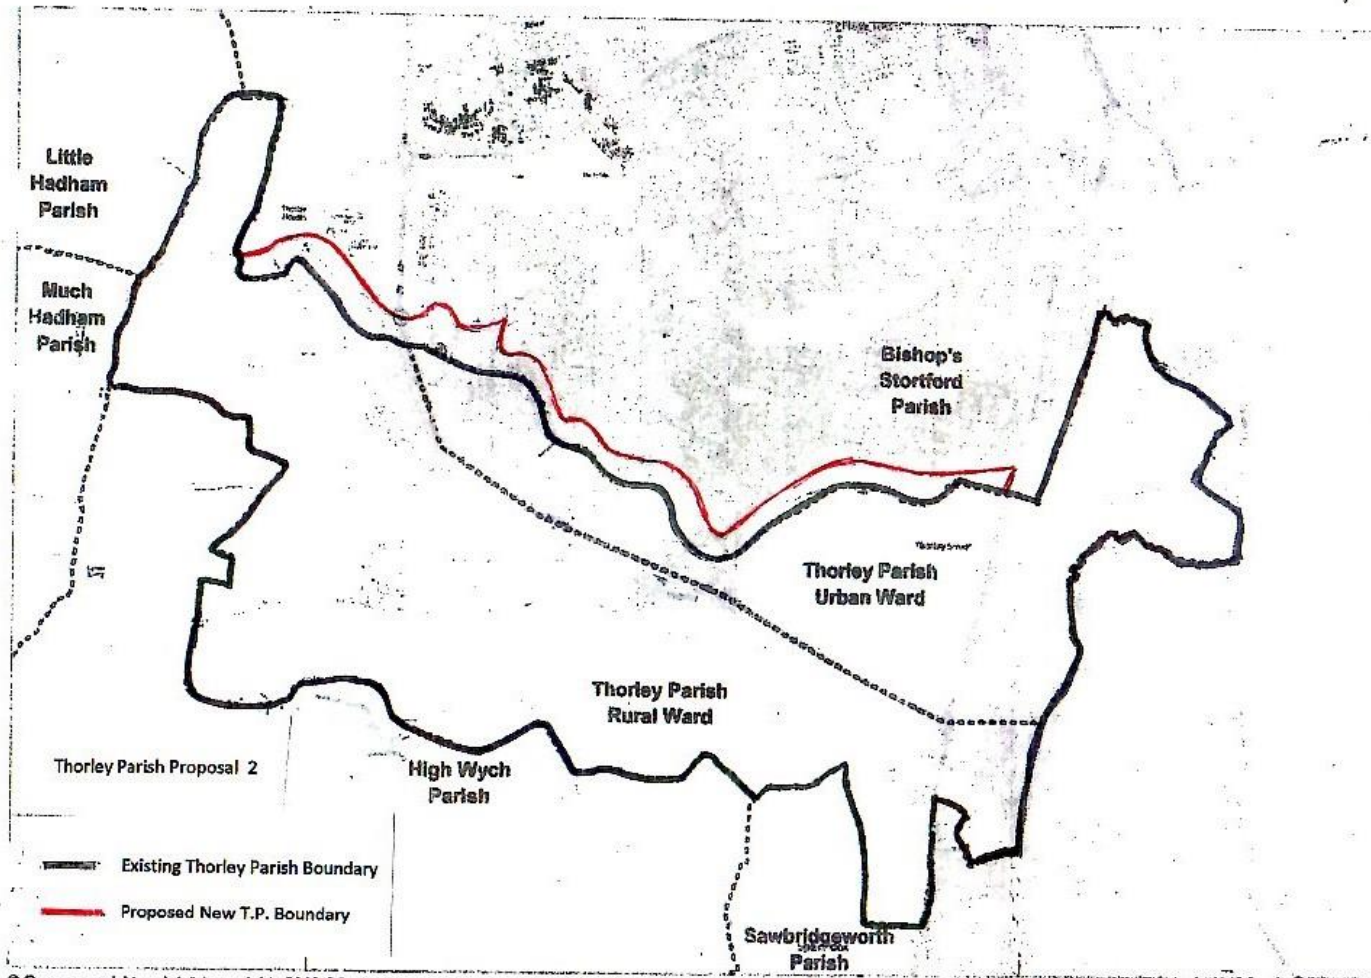 Little
Hadham
Parish
Much
Hadham
Parish
Bishop's
Stortford
Parish
Thorley Parish
Urban Ward
Thorley Parish
Rural Ward
Thorley Parish Proposal 2
High Wych
Parish
Existing Thorley Parish Boundary
Proposed New T.P. Boundary
Sawbridgeworth
Parish